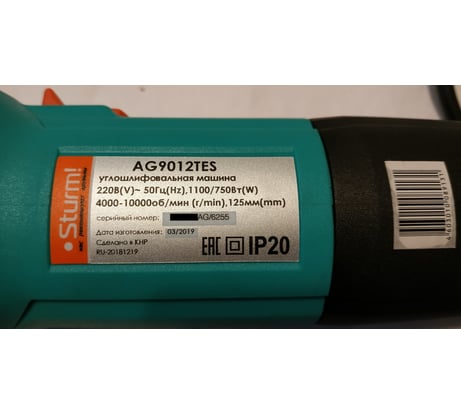 AG9012TES
углошлифовальная машина
220В(V)~ 50Гц(Hz),1100/750Вт(W)
4000-10000об/мин (r/min),125мм(mm)
серийный номер: AG/6255
Дата изготовления: 03/2019
Сделано в КНР
RU-20181219
EAC IP20
Sturm!